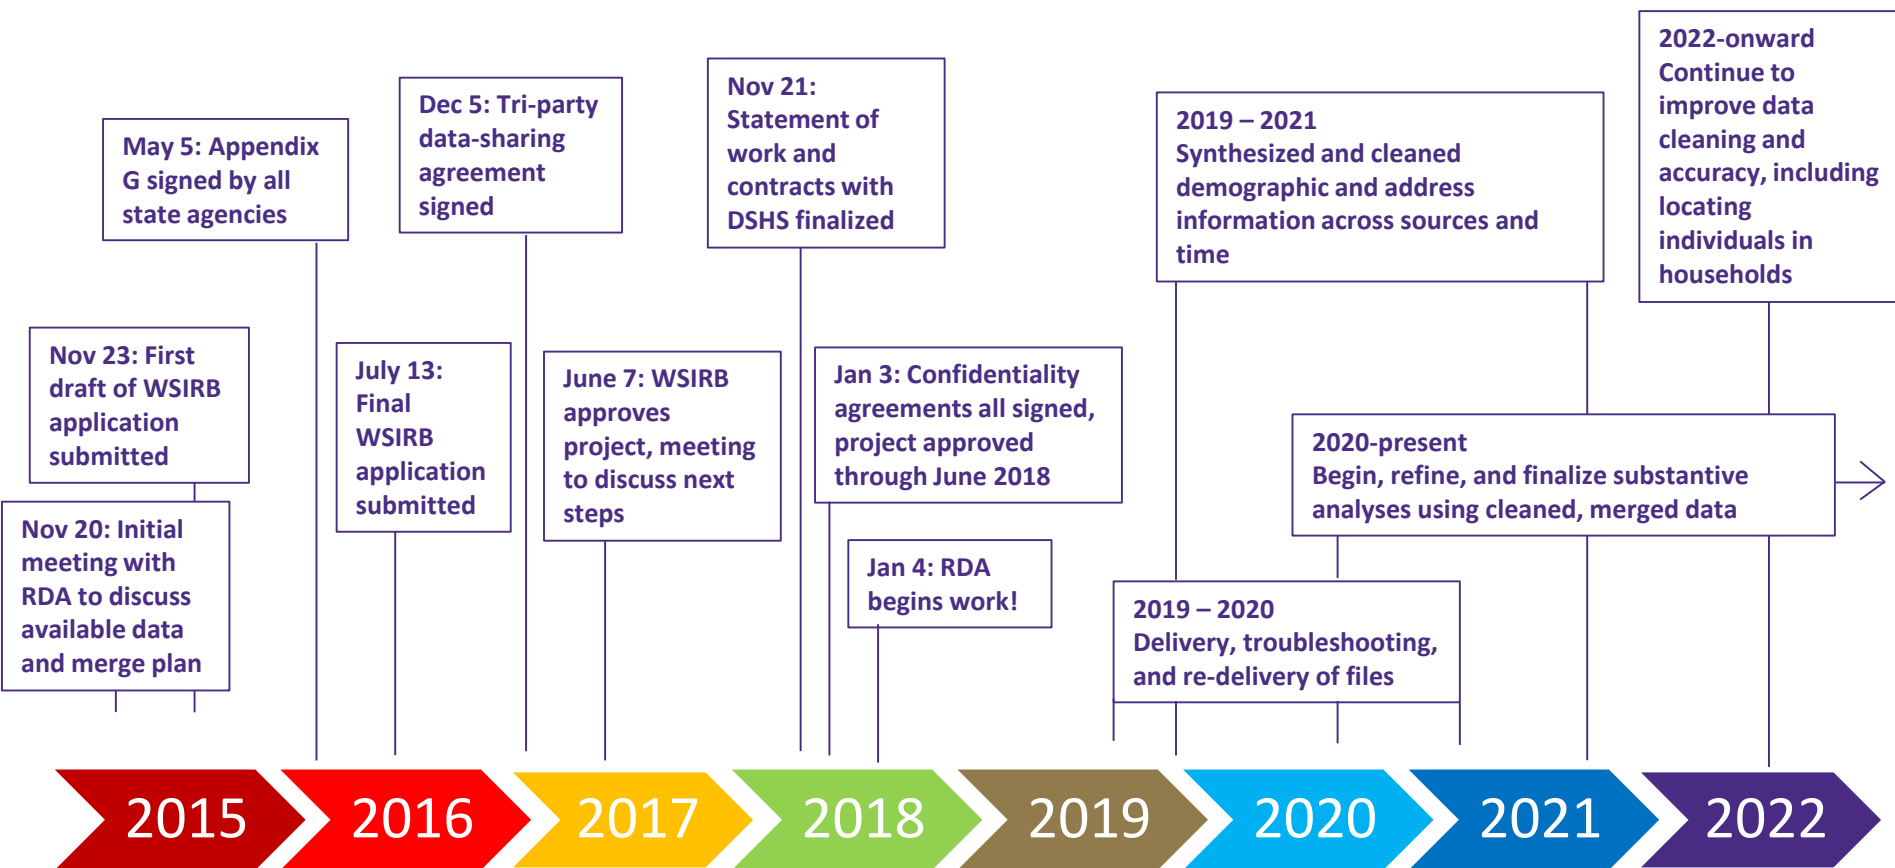 Nov 20: Initial
meeting with
RDA to discuss
available data
and merge plan
Nov 23: First
draft of WSIRB
application
submitted
May 5: Appendix
G signed by all
state agencies
July 13:
Final
WSIRB
application
submitted
Dec 5: Tri-party
data-sharing
agreement
signed
June 7: WSIRB
approves
project, meeting
to discuss next
steps
Nov 21:
Statement of
work and
contracts with
DSHS finalized
Jan 3: Confidentiality
agreements all signed,
project approved
through June 2018
Jan 4: RDA
begins work!
2019 – 2020
Delivery, troubleshooting,
and re-delivery of files
2019 – 2021
Synthesized and cleaned
demographic and address
information across sources and
time
2020-present
Begin, refine, and finalize substantive
analyses using cleaned, merged data
2022-onward
Continue to
improve data
cleaning and
accuracy, including
locating
individuals in
households
2015
2016
2017
2018
2019
2020
2021
2022